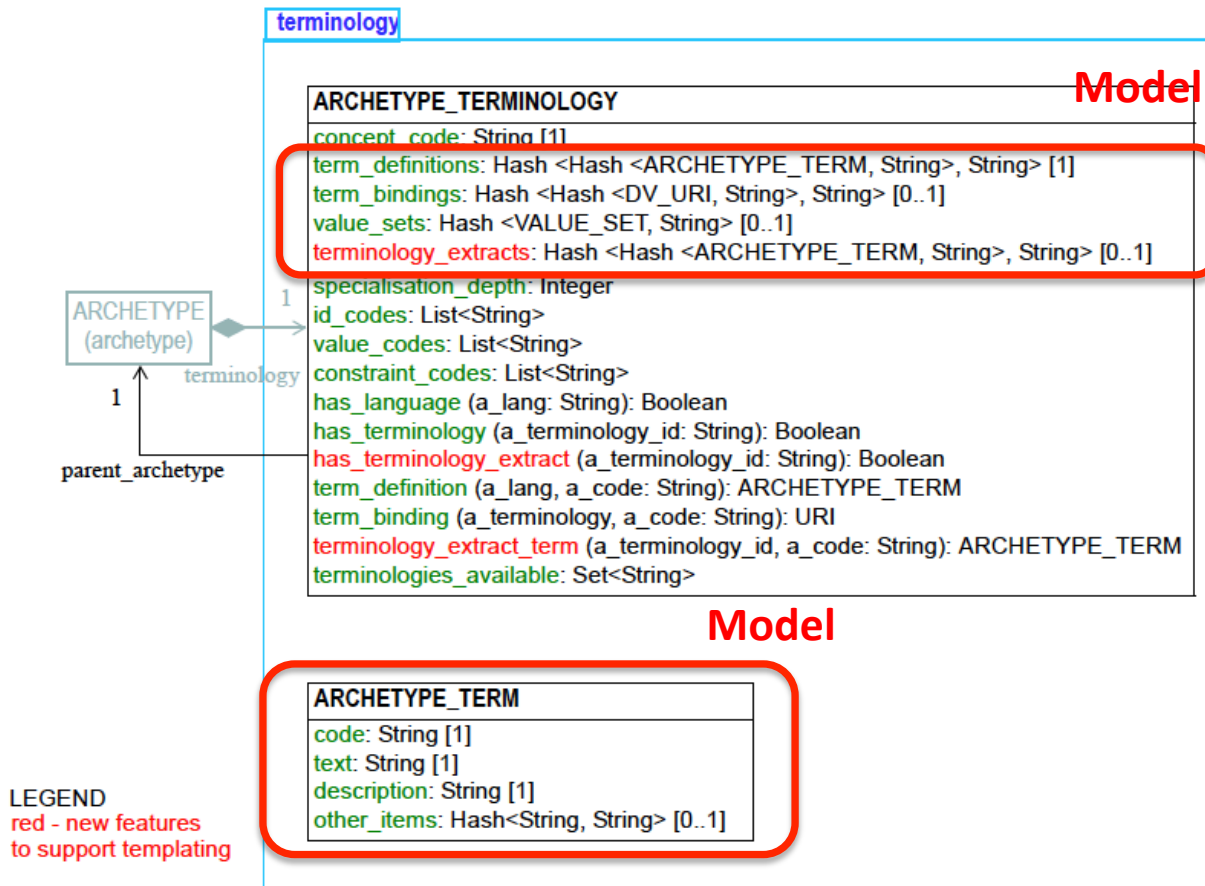 terminology
Model
ARCHETYPE_TERMINOLOGY
concept_code: String [1]
term_definitions: Hash <Hash <ARCHETYPE_TERM, String>, String> [1]
term_bindings: Hash <Hash <DV_URI, String>, String> [0..1]
value_sets: Hash <VALUE_SET, String> [0..1]
terminology_extracts: Hash <Hash <ARCHETYPE_TERM, String>, String> [0..1]
specialisation_depth: Integer
id_codes: List<String>
value_codes: List<String>
constraint_codes: List<String>
has_language (a_lang: String): Boolean
has_terminology (a_terminology_id: String): Boolean
has_terminology_extract (a_terminology_id: String): Boolean
term_definition (a_lang, a_code: String): ARCHETYPE_TERM
term_binding (a_terminology, a_code: String): URI
terminology_extract_term (a_terminology_id, a_code: String): ARCHETYPE_TERM
terminologies_available: Set<String>
ARCHETYPE
(archetype)
1
terminology
1
parent_archetype
Model
ARCHETYPE_TERM
code: String [1]
text: String [1]
description: String [1]
other_items: Hash<String, String> [0..1]
LEGEND
red - new features
to support templating